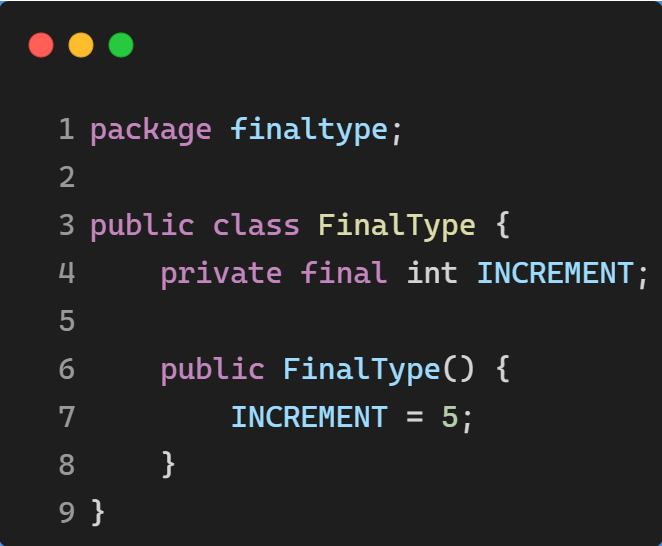 1 package finaltype;
2
3 public class FinalType {
4     private final int INCREMENT;
5
6     public FinalType() {
7         INCREMENT = 5;
8     }
9 }